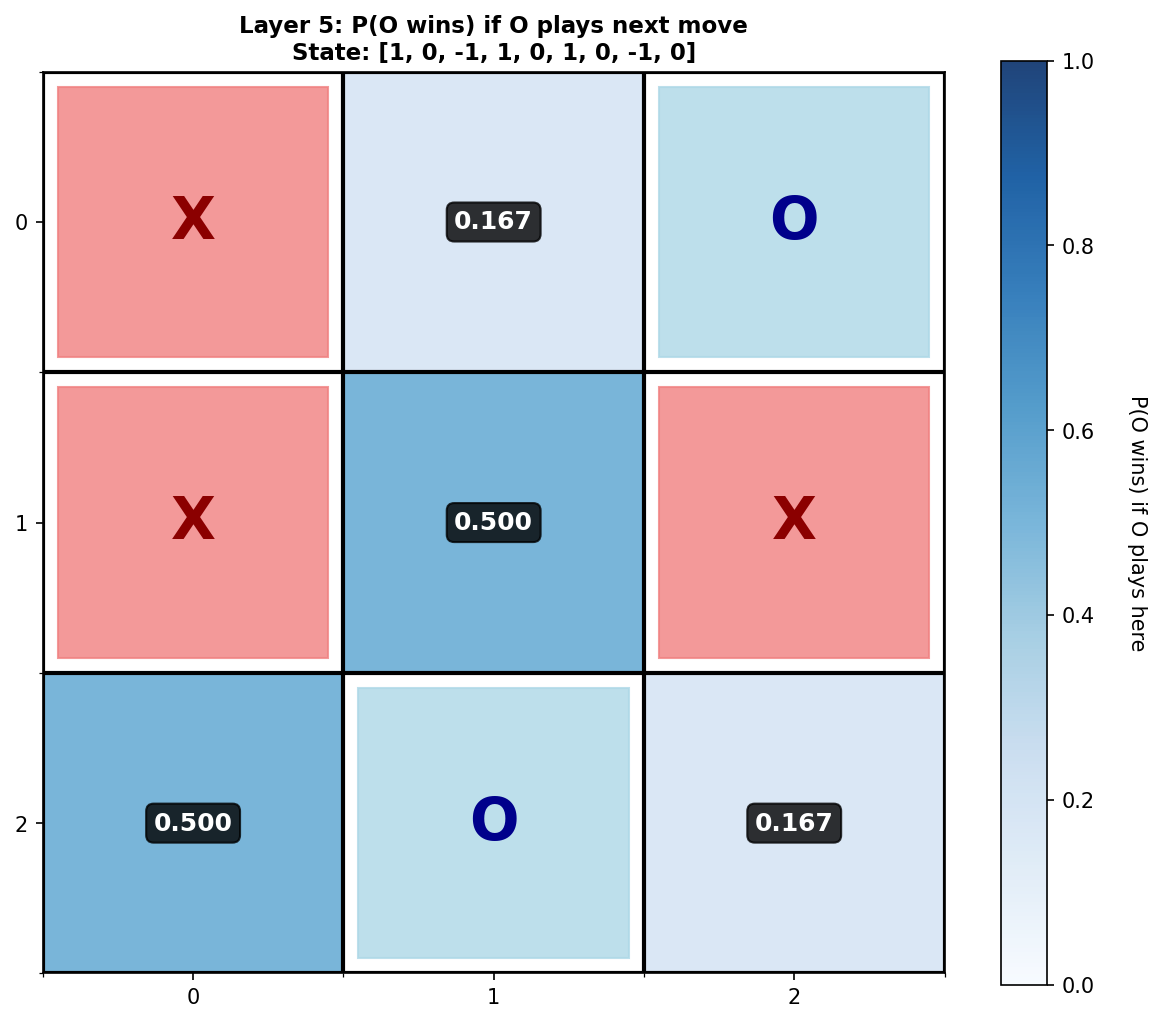 Layer 5: P(O wins) if O plays next move
State: [1, 0, -1, 1, 0, 1, 0, -1, 0]
0
X
0.167
O
1
X
0.500
X
2
0.500
O
0.167
0
1
2
1.0
0.8
0.6
0.4
0.2
0.0
P(O wins) if O plays here